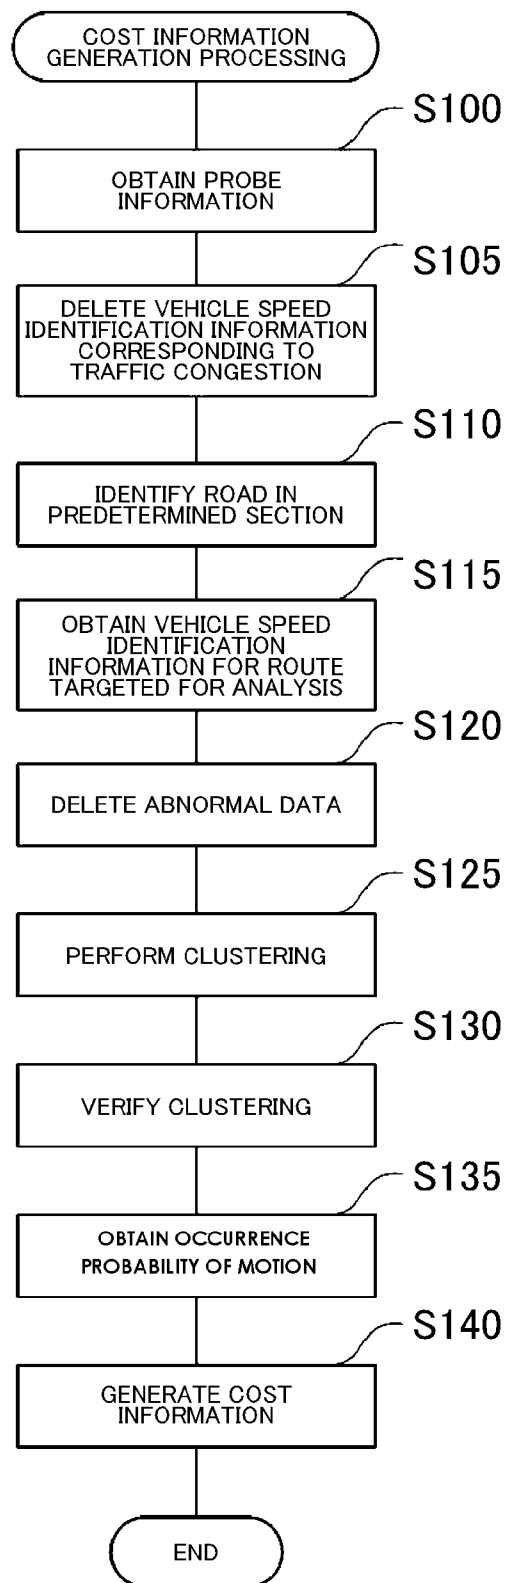 COST INFORMATION
GENERATION PROCESSING
S100
OBTAIN PROBE
INFORMATION
S105
DELETE VEHICLE SPEED
IDENTIFICATION INFORMATION
CORRESPONDING TO
TRAFFIC CONGESTION
S110
IDENTIFY ROAD IN
PREDETERMINED SECTION
S115
OBTAIN VEHICLE SPEED
IDENTIFICATION
INFORMATION FOR ROUTE
TARGETED FOR ANALYSIS
S120
DELETE ABNORMAL DATA
S125
PERFORM CLUSTERING
S130
VERIFY CLUSTERING
S135
OBTAIN OCCURRENCE
PROBABILITY OF MOTION
S140
GENERATE COST
INFORMATION
END